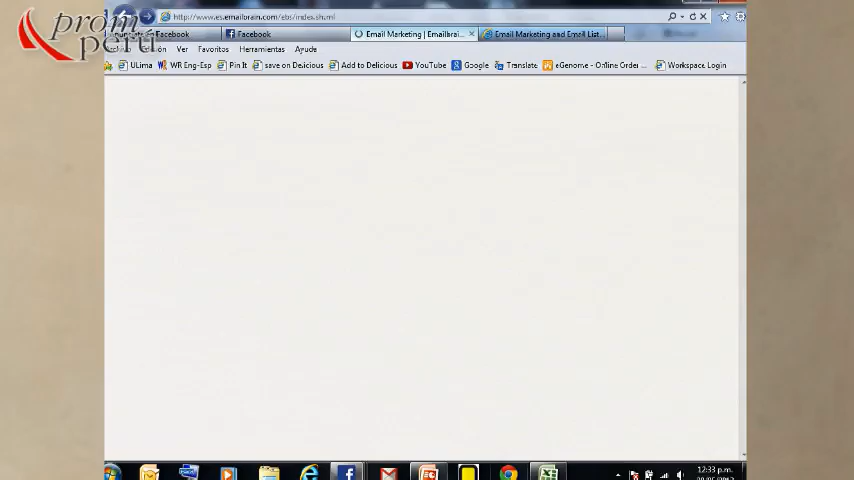 prom
perú
http://www.es.emailbrain.com/ebs/index.shtml
Facebook
Facebook
Email Marketing | Emailbrai...
Email Marketing and Email List...
Ver
Favoritos
Herramientas
Ayuda
ULima
WR Eng-Esp
Pin It
save on Delicious
Add to Delicious
YouTube
Google
Translate
eGenome - Online Order ...
Workspace Login
12:33 p.m.